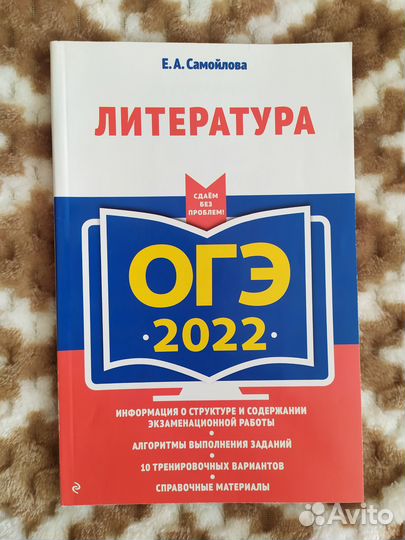 Е. А. Самойлова
ЛИТЕРАТУРА
СДАЁМ
БЕЗ
ПРОБЛЕМ!
ОГЭ
·2022·
ИНФОРМАЦИЯ О СТРУКТУРЕ И СОДЕРЖАНИИ
ЭКЗАМЕНАЦИОННОЙ РАБОТЫ
•
АЛГОРИТМЫ ВЫПОЛНЕНИЯ ЗАДАНИЙ
•
10 ТРЕНИРОВОЧНЫХ ВАРИАНТОВ
•
СПРАВОЧНЫЕ МАТЕРИАЛЫ
Avito